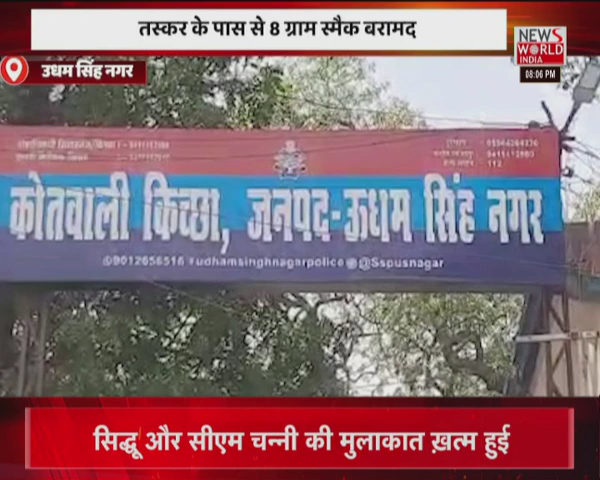 तस्कर के पास से 8 ग्राम स्मैक बरामद
NEWS
WORLD
INDIA
08:06 PM
उधम सिंह नगर
112
कोतवाली किच्छा, जनपद-ऊधम सिंह नगर
9012656516 #udhamsinghnagarpolice @Sspusnagar
सिद्धू और सीएम चन्नी की मुलाकात ख़त्म हुई